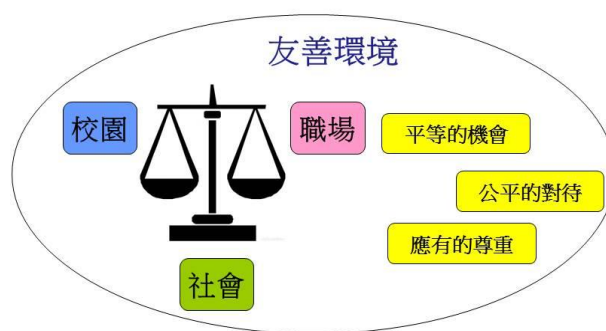 友善環境
校園
職場
平等的機會
公平的對待
應有的尊重
社會